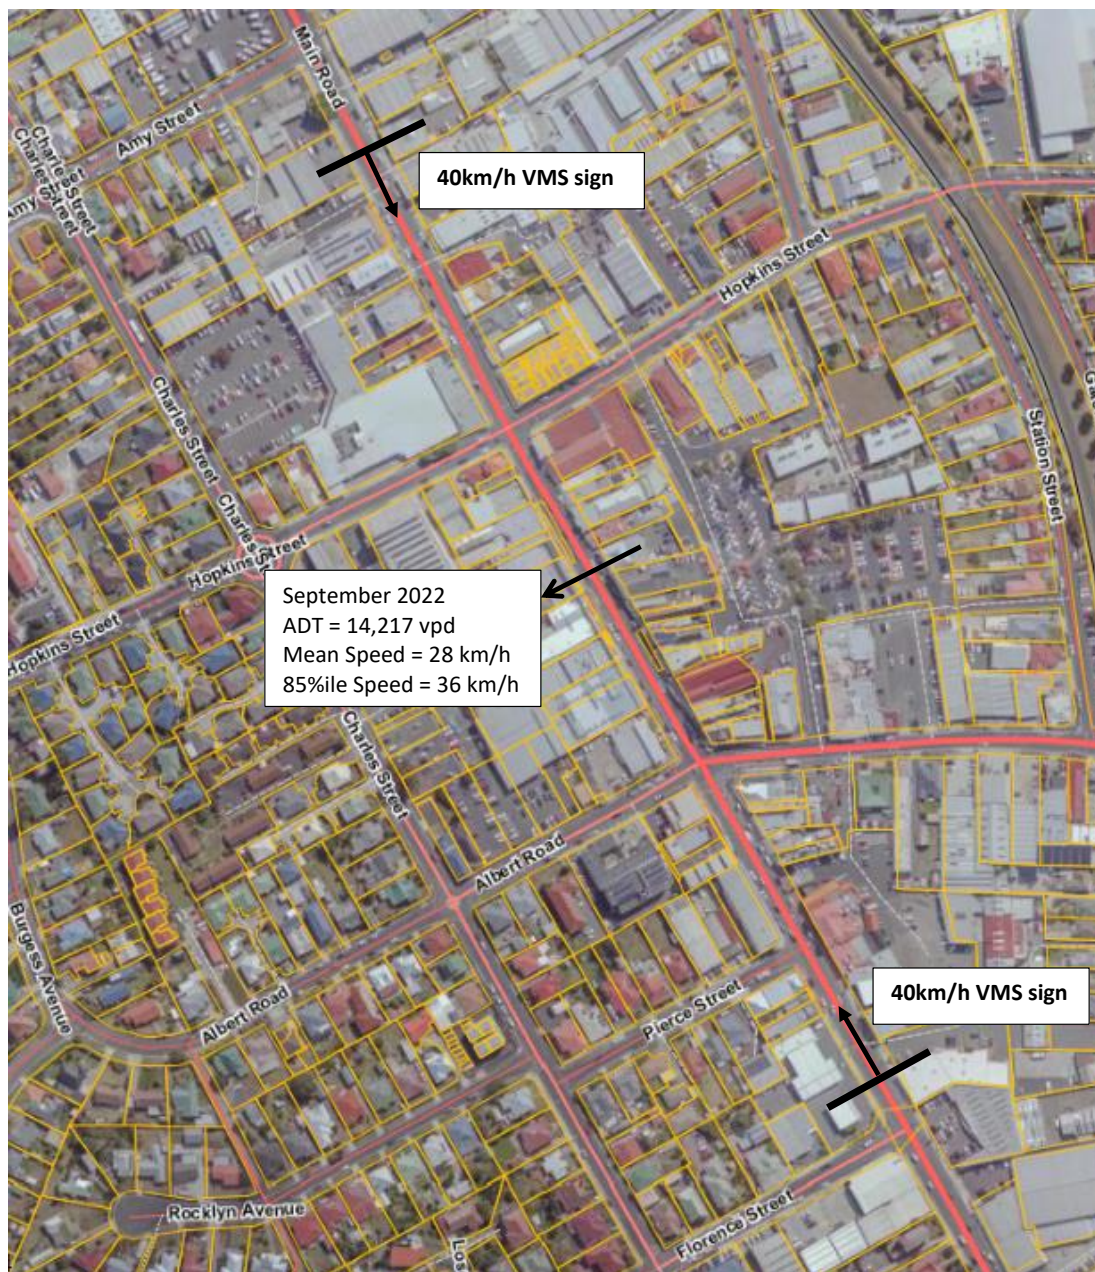 Main Road
Amy Street
Charles Street
Charles Street
Amy
40km/h VMS sign
Hopkins Street
Charles Street
Station Street
Charles
Hopkins Street
Hopkins Street
September 2022
ADT = 14,217 vpd
Mean Speed = 28 km/h
85%ile Speed = 36 km/h
Charles Street
Albert Road
Burgess Avenue
Albert Road
Pierce Street
40km/h VMS sign
Rocklyn Avenue
Florence Street